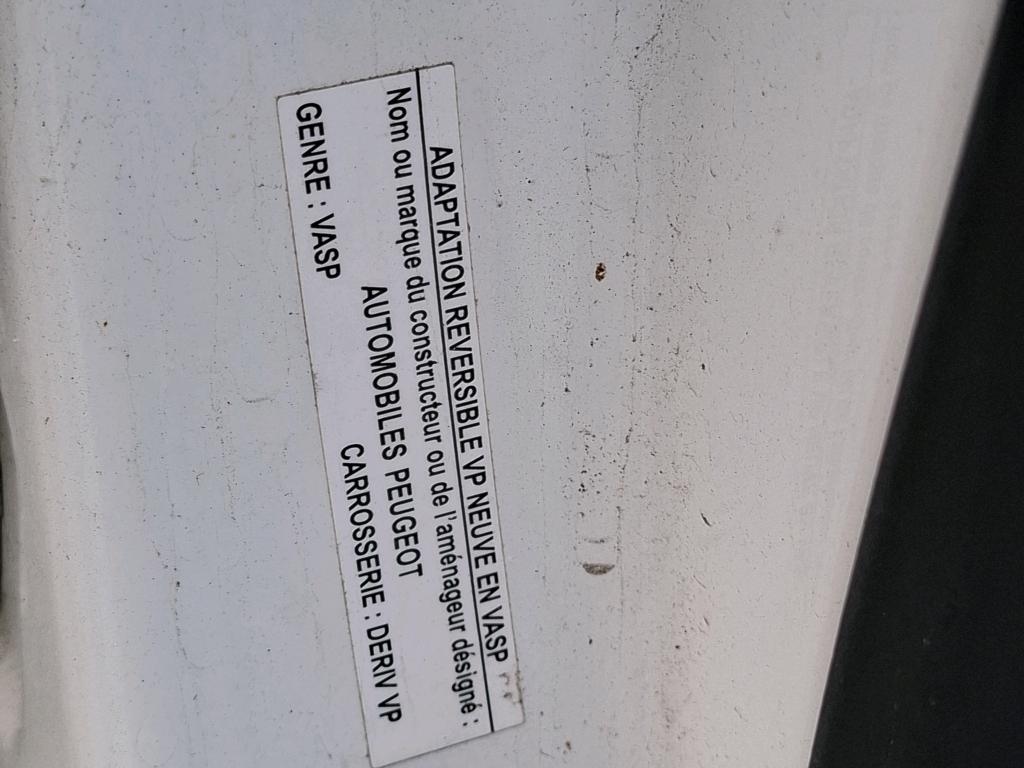 ADAPTATION REVERSIBLE VP NEUVE EN VASP
Nom ou marque du constructeur ou de l'aménageur désigné :
AUTOMOBILES PEUGEOT
GENRE : VASP CARROSSERIE : DERIV VP